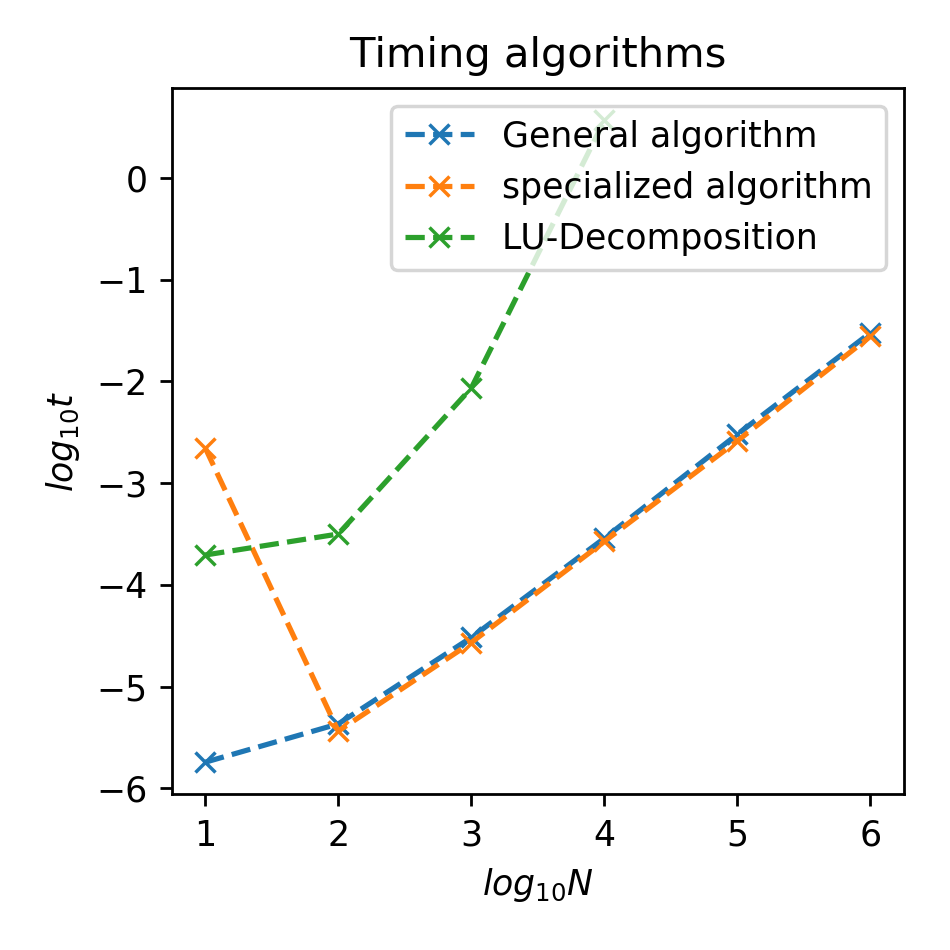 Timing algorithms
General algorithm
specialized algorithm
LU-Decomposition
0
−1
−2
−3
−4
−5
−6
log₁₀t
1 2 3 4 5 6
log₁₀N